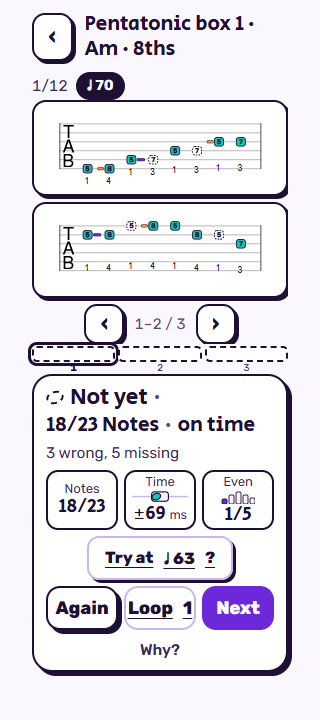 ‹ Pentatonic box 1 ·
Am · 8ths
1/12 ♩70
T
A
B
5 8 5 7 5 7 5 7
1 4 1 3 1 3 1 3
T
A
B
5 8 5 8 5 8 5 7
1 4 1 4 1 4 1 3
‹ 1–2 / 3 ›
1 2 3
Not yet ·
18/23 Notes · on time
3 wrong, 5 missing
Notes Time Even
18/23 ±69 ms 1/5
Try at ♩63 ?
Again Loop 1 Next
Why?